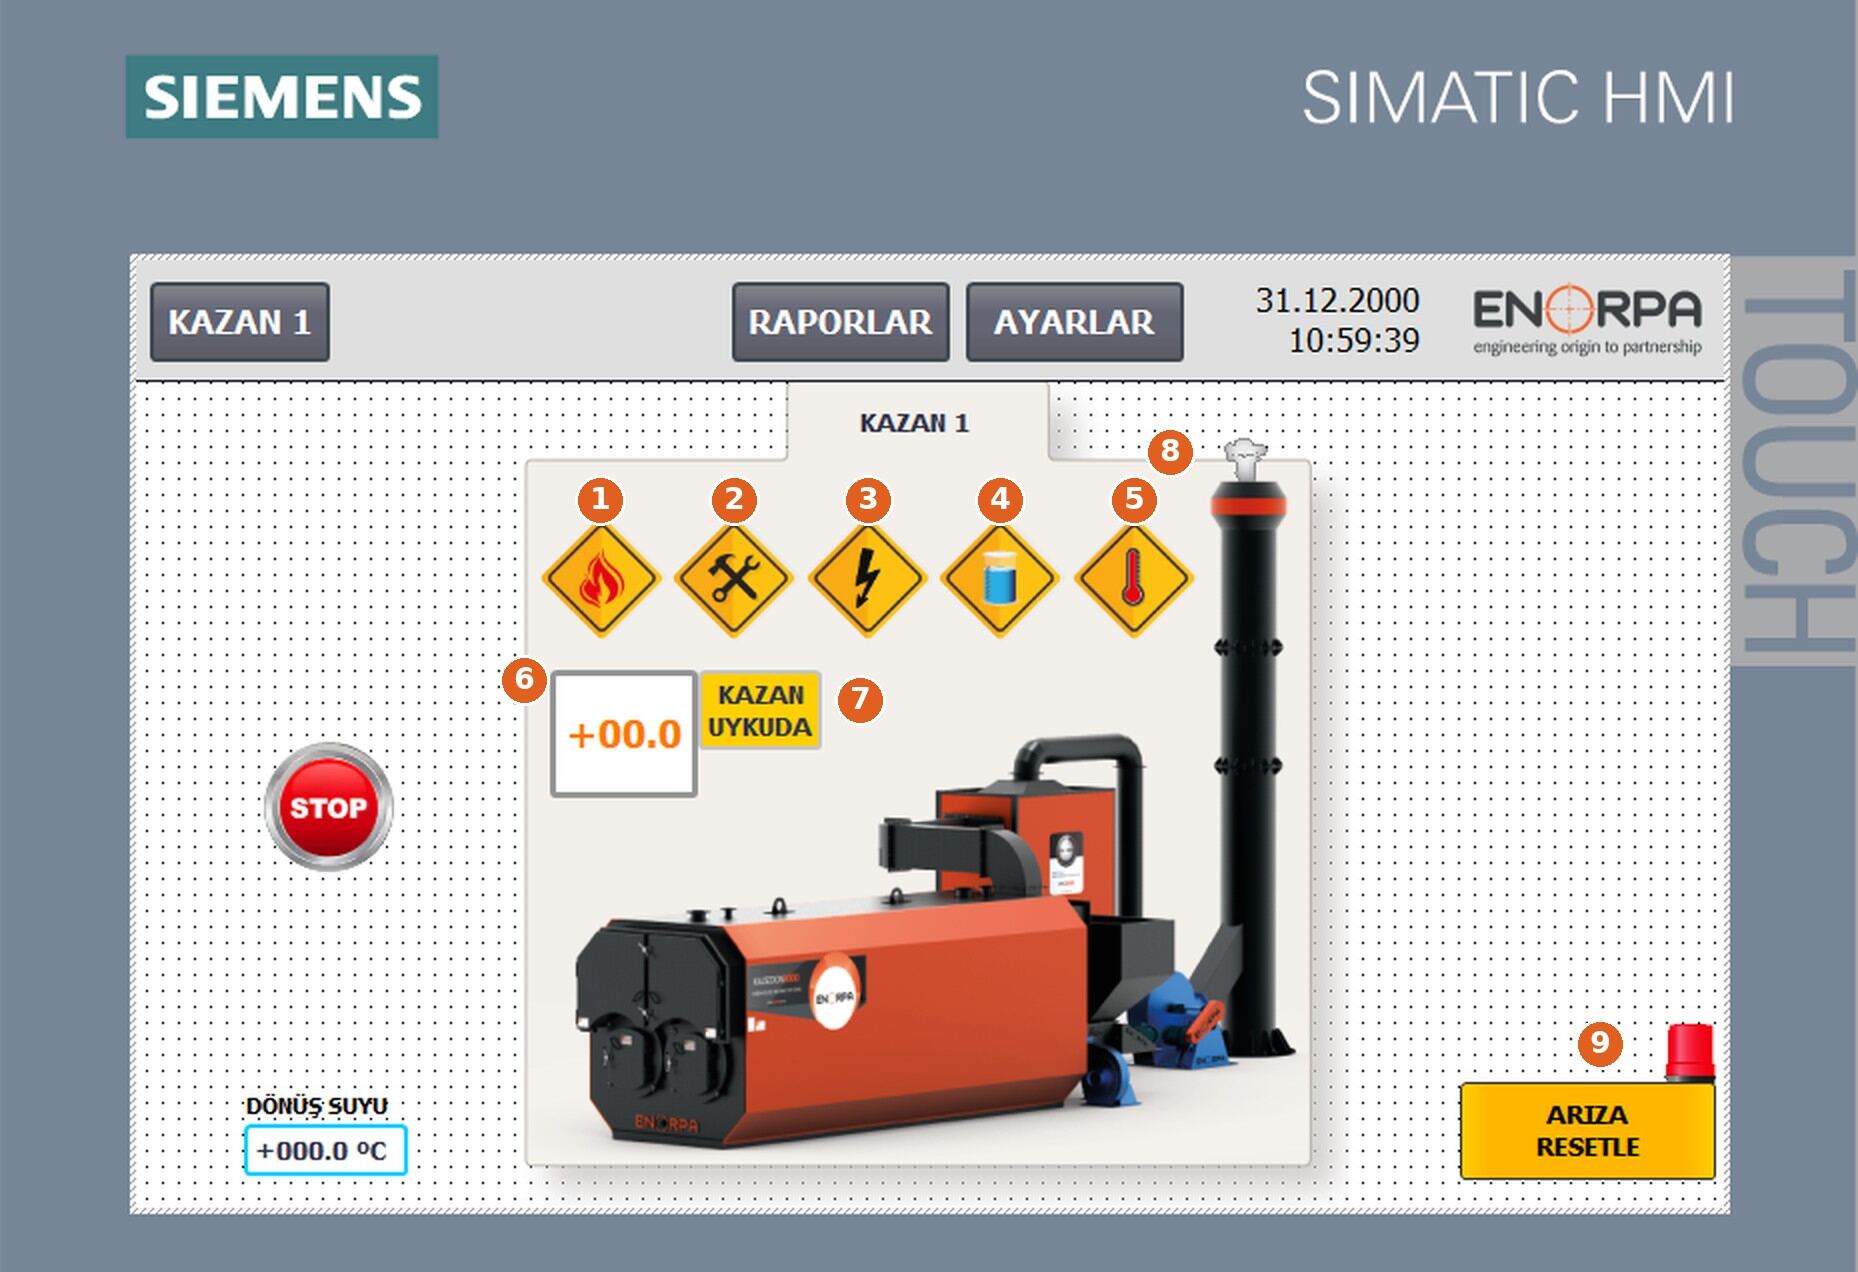 SIEMENS
SIMATIC HMI
TOUCH
KAZAN 1
RAPORLAR
AYARLAR
31.12.2000
10:59:39
ENORPA
engineering origin to partnership
KAZAN 1
8
1
2
3
4
5
6
7
+00.0
KAZAN
UYKUDA
STOP
ENORPA
ENORPA
9
DÖNÜŞ SUYU
+000.0 ºC
ARIZA
RESETLE